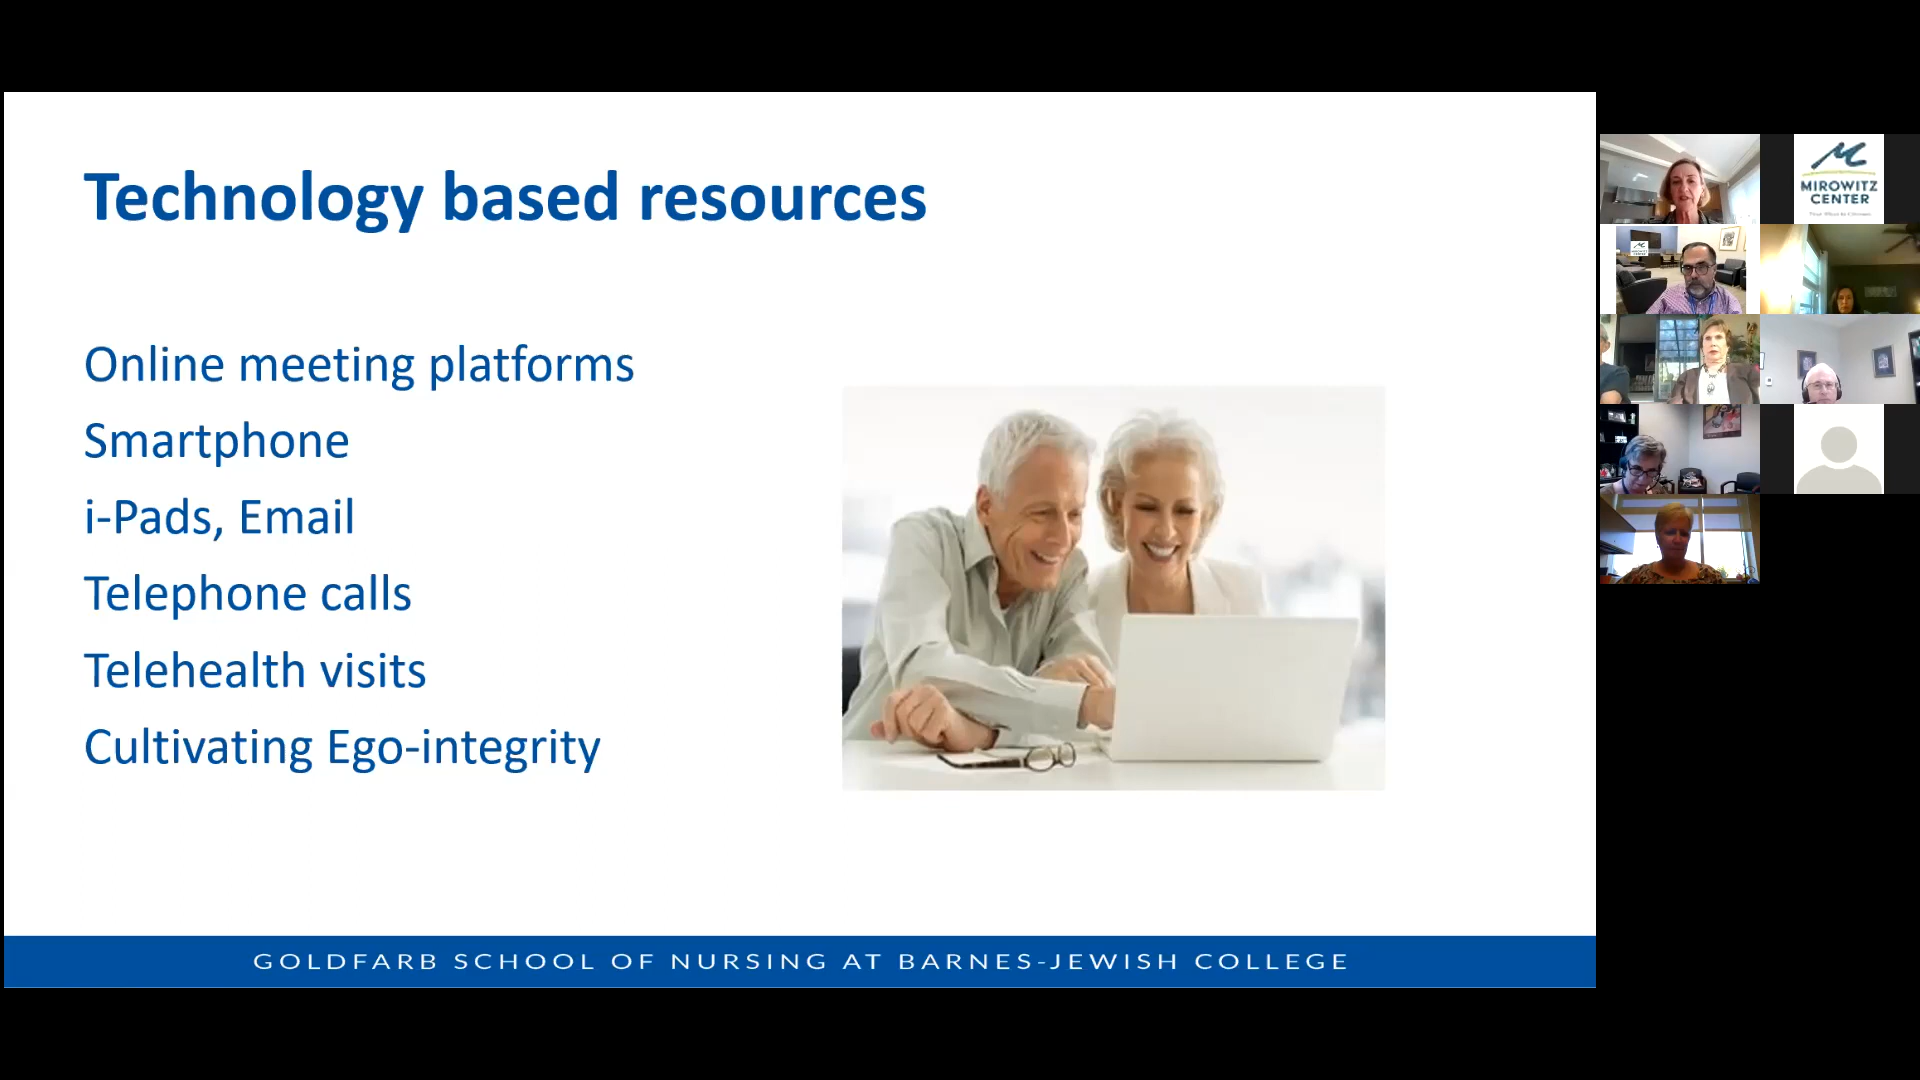 Technology based resources
Online meeting platforms
Smartphone
i-Pads, Email
Telephone calls
Telehealth visits
Cultivating Ego-integrity
GOLDFARB SCHOOL OF NURSING AT BARNES-JEWISH COLLEGE
MIROWITZ
CENTER